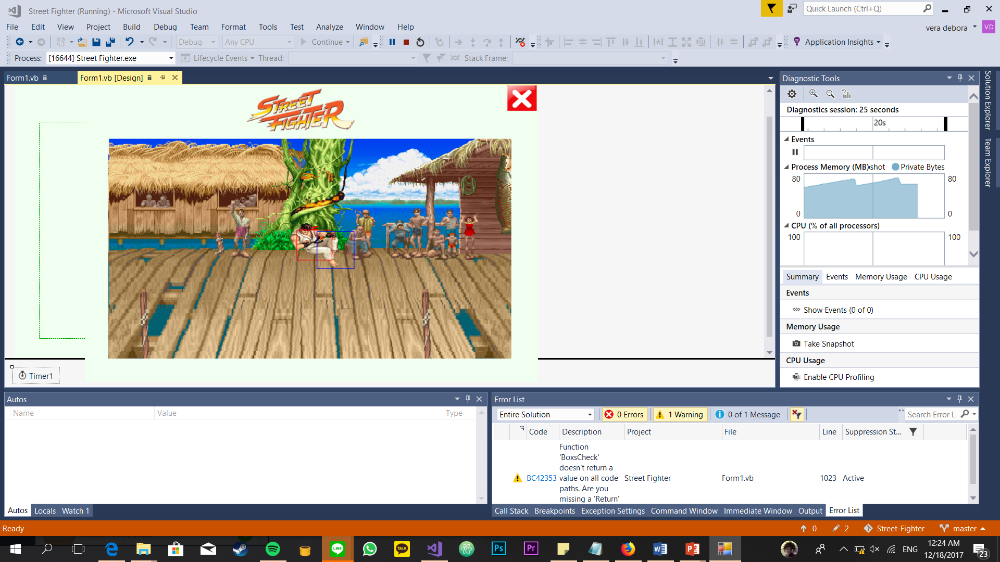 Street Fighter (Running) - Microsoft Visual Studio
Quick Launch (Ctrl+Q)
File Edit View Project Build Debug Team Format Tools Test Analyze Window Help
vera debora VD
Debug Any CPU Continue Application Insights
Process: [16644] Street Fighter.exe Lifecycle Events Thread: Stack Frame:
Form1.vb Form1.vb [Design]
STREET
FIGHTER
Timer1
Diagnostic Tools
Diagnostics session: 25 seconds
20s
Events
Process Memory (MB) shot Private Bytes
80 80
0 0
CPU (% of all processors)
100 100
Summary Events Memory Usage CPU Usage
Events
Show Events (0 of 0)
Memory Usage
Take Snapshot
CPU Usage
Enable CPU Profiling
Solution Explorer
Team Explorer
Autos
Name Value Type
Autos Locals Watch 1
Error List
Entire Solution 0 Errors 1 Warning 0 of 1 Message Search Error L
Code Description Project File Line Suppression St...
Function
'BoxsCheck'
doesn't return a
BC42353 value on all code Street Fighter Form1.vb 1023 Active
paths. Are you
missing a 'Return'
Call Stack Breakpoints Exception Settings Command Window Immediate Window Output Error List
Ready 0 2 Street-Fighter master
LINE TALK Ps Pr ENG 12:24 AM
12/18/2017 23